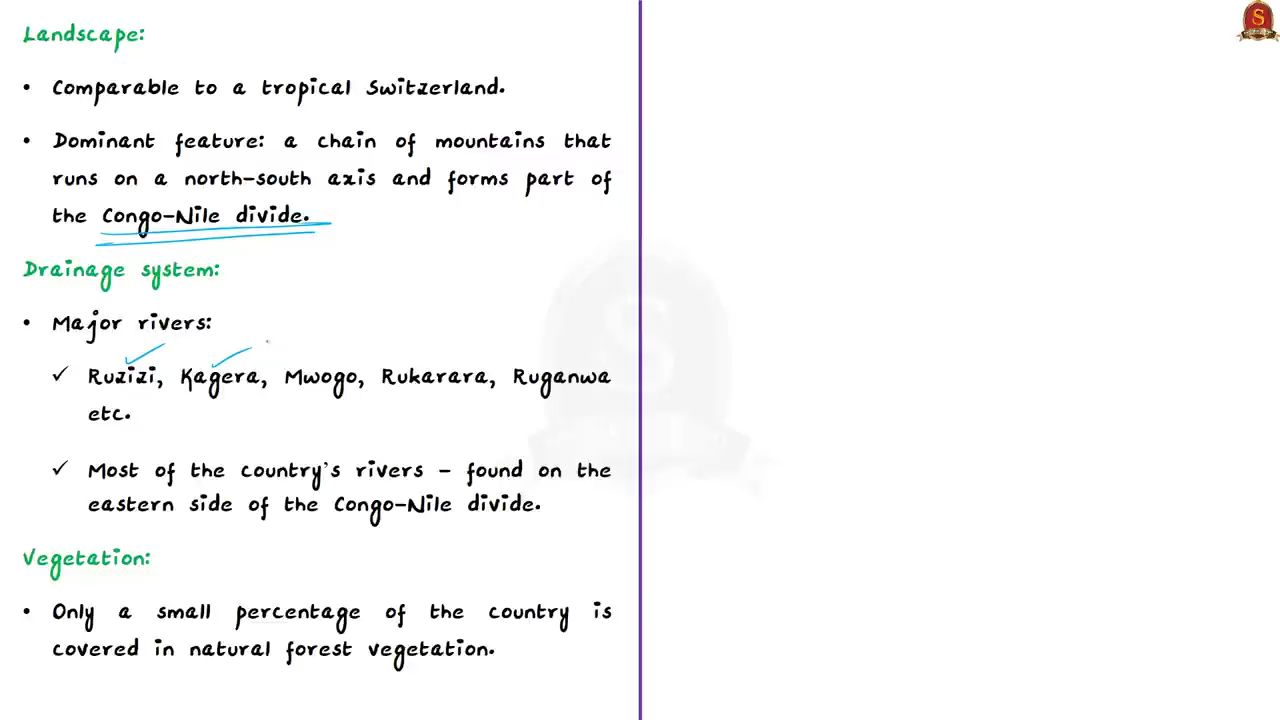 Landscape:
• Comparable to a tropical Switzerland.
• Dominant feature: a chain of mountains that
runs on a north-south axis and forms part of
the Congo-Nile divide.
Drainage system:
• Major rivers:
✓ Ruzizi, Kagera, Mwogo, Rukarara, Ruganwa
etc.
✓ Most of the country's rivers – found on the
eastern side of the Congo-Nile divide.
Vegetation:
• Only a small percentage of the country is
covered in natural forest vegetation.
S